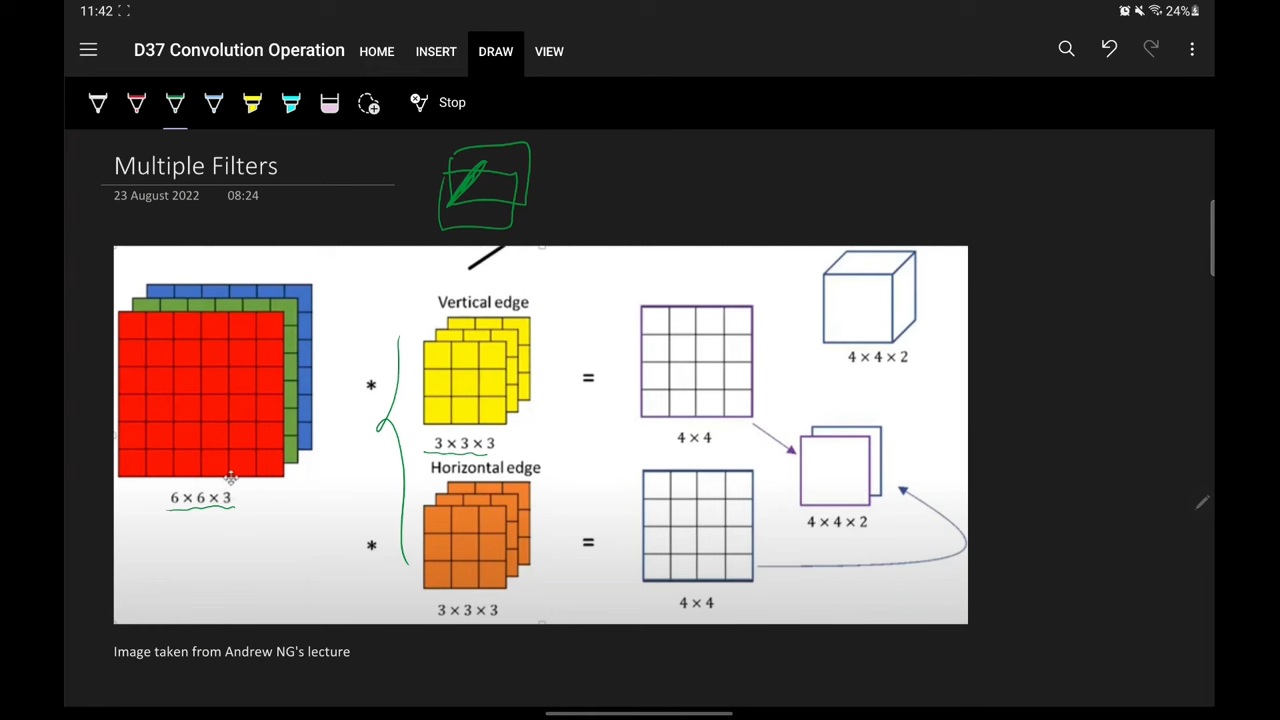 11:42 24%
D37 Convolution Operation HOME INSERT DRAW VIEW
Stop
Multiple Filters
23 August 2022 08:24
Vertical edge
4 × 4 × 2
* =
3 × 3 × 3
4 × 4
Horizontal edge
6 × 6 × 3
4 × 4 × 2
* =
3 × 3 × 3
4 × 4
Image taken from Andrew NG's lecture